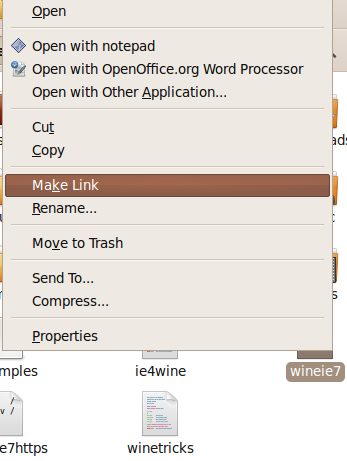 Open
Open with notepad
Open with OpenOffice.org Word Processor
Open with Other Application...
Cut
Copy
Make Link
Rename...
Move to Trash
Send To...
Compress...
Properties
mples
ie4wine
wineie7
e7https
winetricks